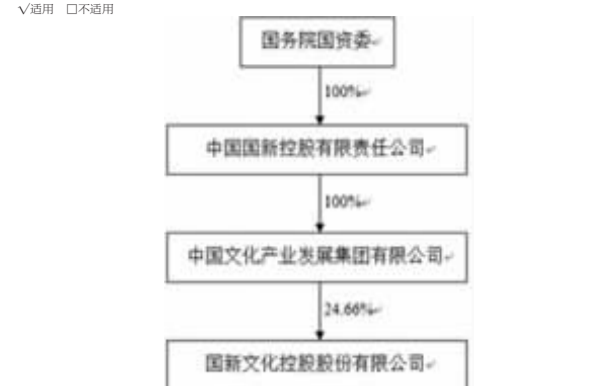 √适用 □不适用
国务院国资委
100%
中国国新控股有限责任公司
100%
中国文化产业发展集团有限公司
24.66%
国新文化控股股份有限公司